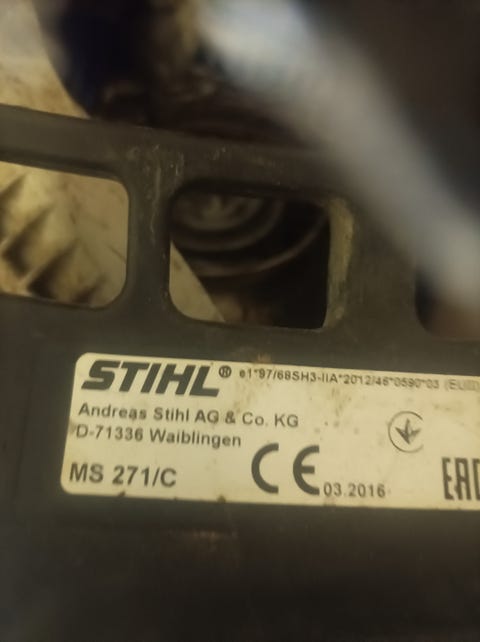 STIHL® e1*97/68SH3-IIA*2012/46*0590*03 (EUII)
Andreas Stihl AG & Co. KG
D-71336 Waiblingen
MS 271/C
CE 03.2016
EAC